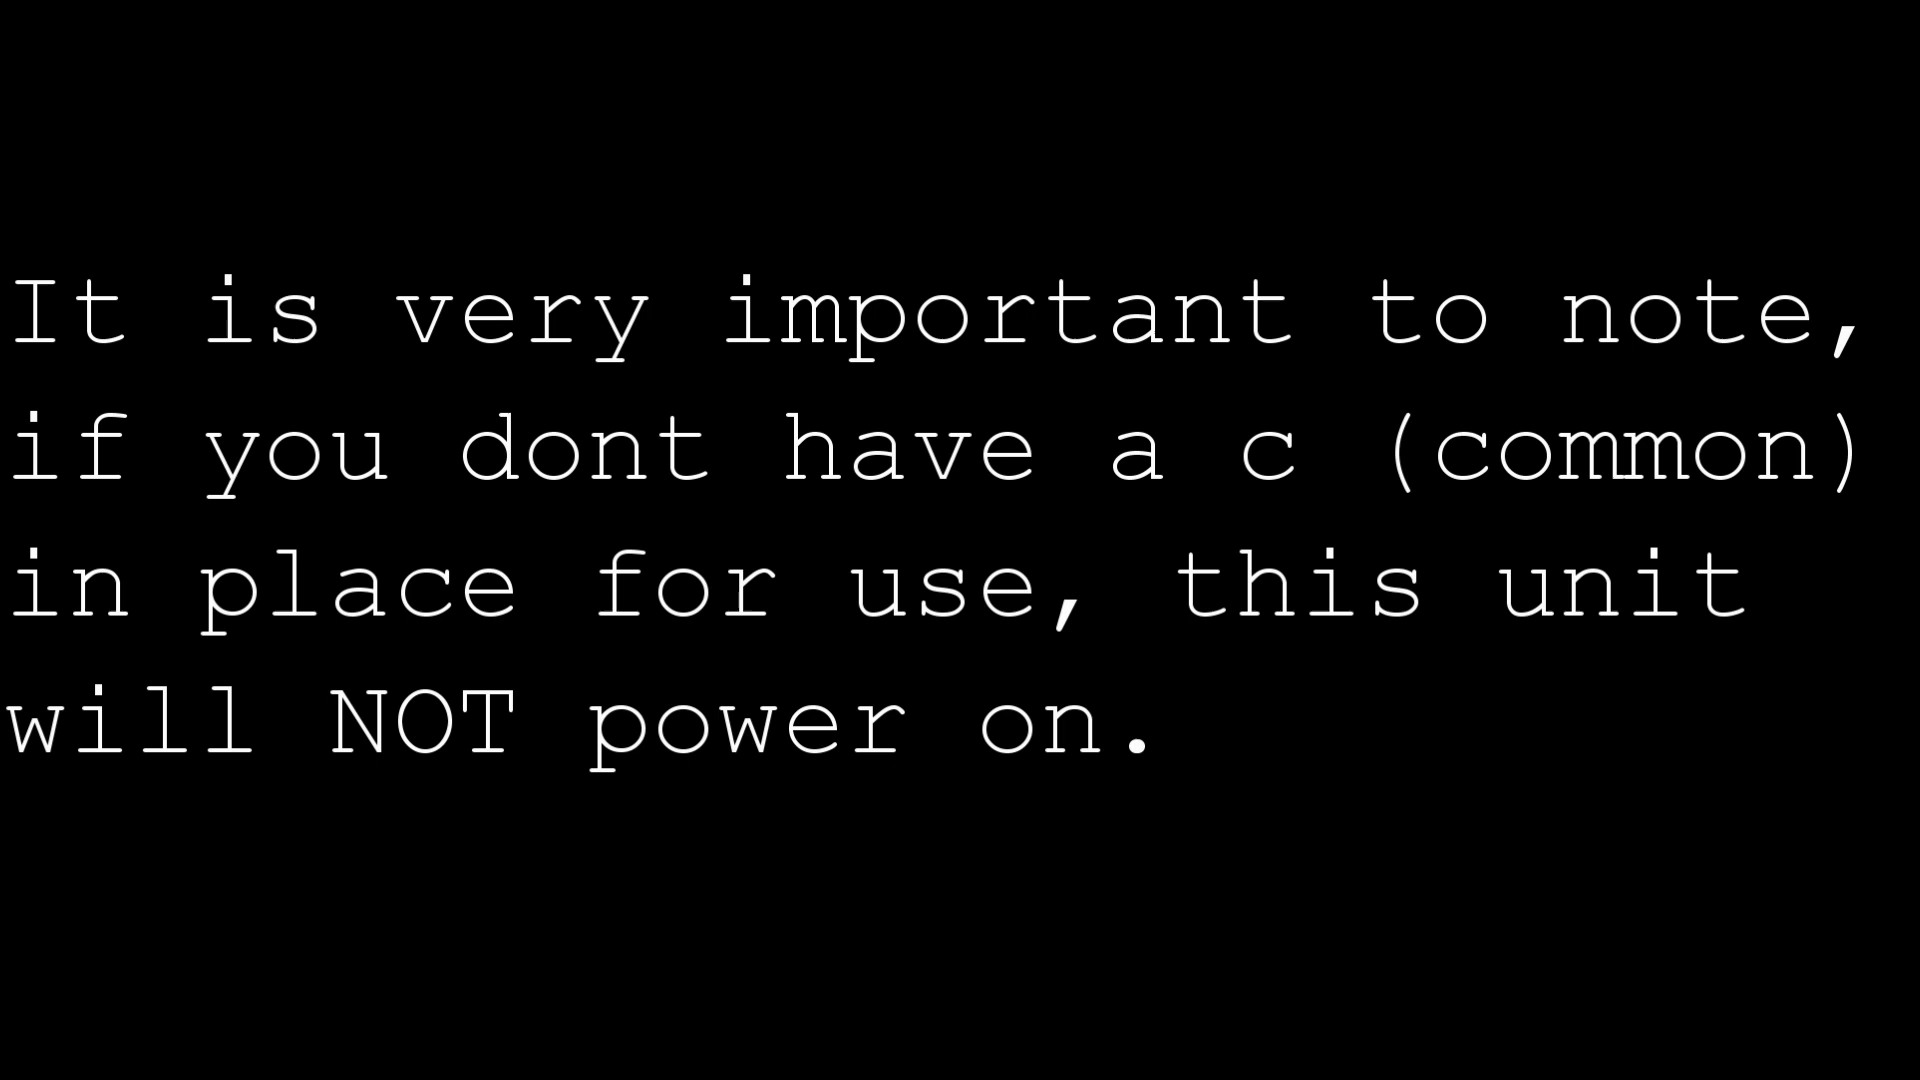 It is very important to note,
if you dont have a c (common)
in place for use, this unit
will NOT power on.